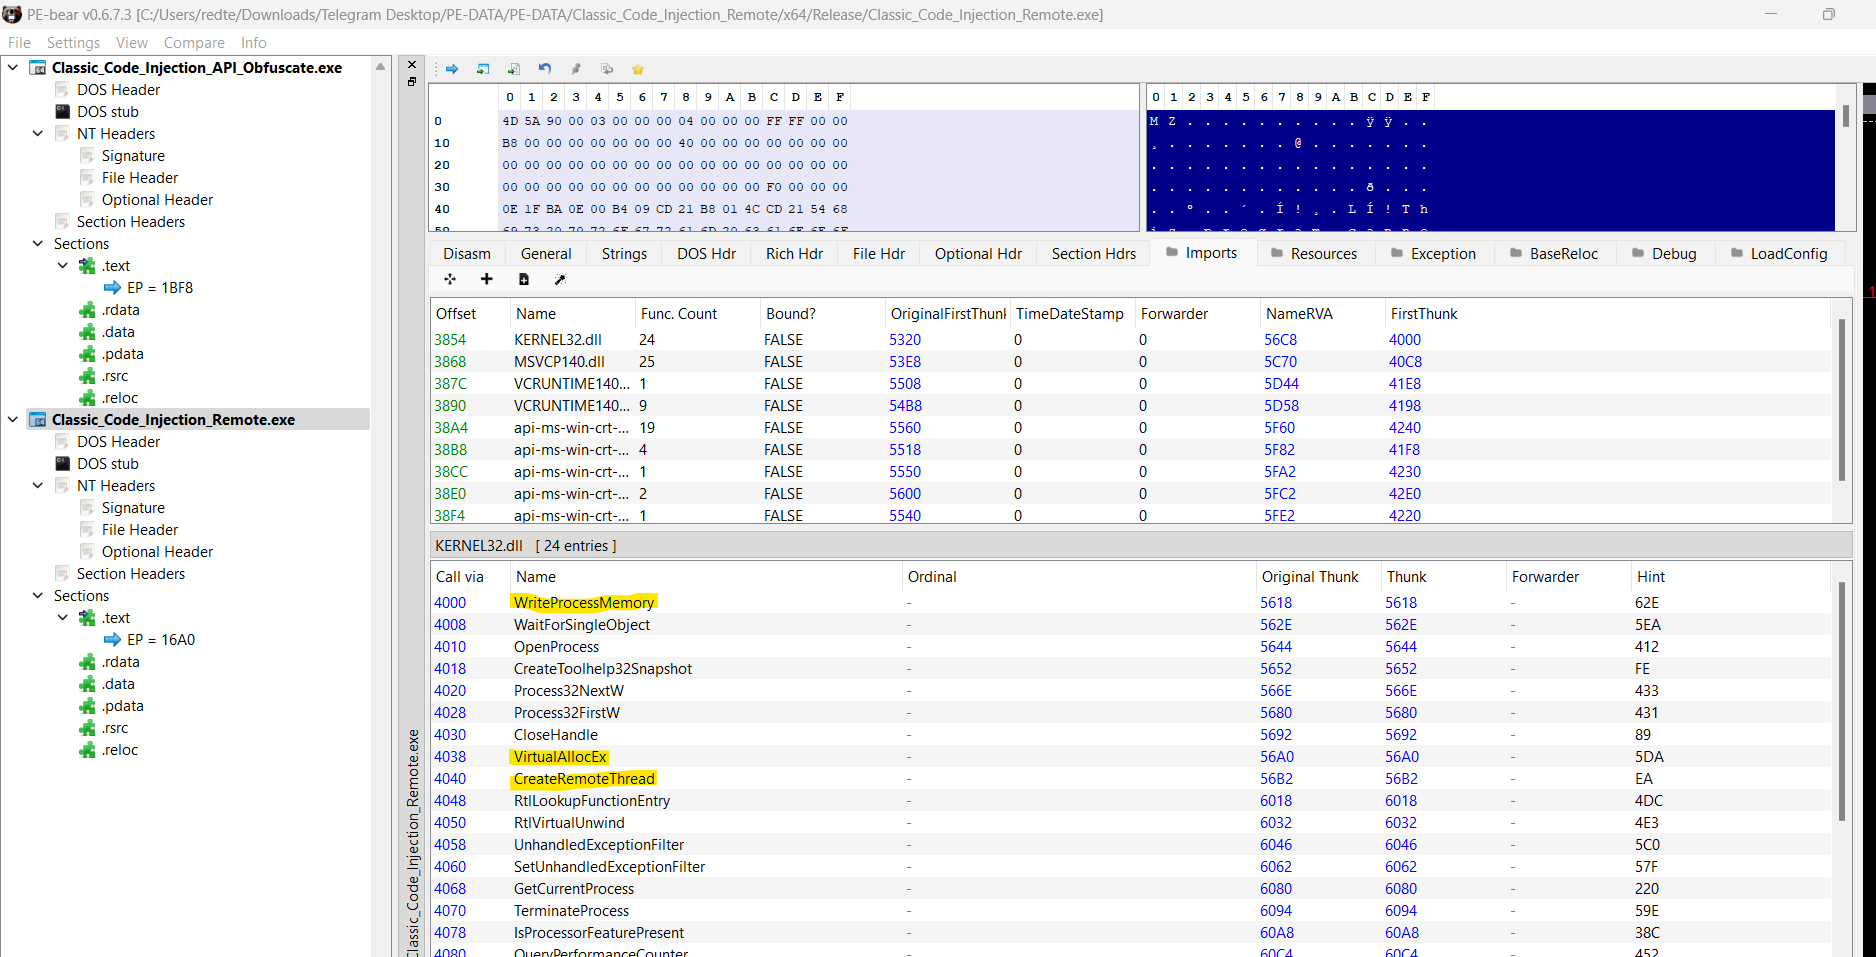 PE-bear v0.6.7.3 [C:/Users/redte/Downloads/Telegram Desktop/PE-DATA/PE-DATA/Classic_Code_Injection_Remote/x64/Release/Classic_Code_Injection_Remote.exe]
File Settings View Compare Info
Classic_Code_Injection_API_Obfuscate.exe
DOS Header
DOS stub
NT Headers
Signature
File Header
Optional Header
Section Headers
Sections
.text
EP = 1BF8
.rdata
.data
.pdata
.rsrc
.reloc
Classic_Code_Injection_Remote.exe
DOS Header
DOS stub
NT Headers
Signature
File Header
Optional Header
Section Headers
Sections
.text
EP = 16A0
.rdata
.data
.pdata
.rsrc
.reloc
Classic_Code_Injection_Remote.exe
0 1 2 3 4 5 6 7 8 9 A B C D E F
0 4D 5A 90 00 03 00 00 00 04 00 00 00 FF FF 00 00
10 B8 00 00 00 00 00 00 00 40 00 00 00 00 00 00 00
20 00 00 00 00 00 00 00 00 00 00 00 00 00 00 00 00
30 00 00 00 00 00 00 00 00 00 00 00 00 F0 00 00 00
40 0E 1F BA 0E 00 B4 09 CD 21 B8 01 4C CD 21 54 68
0 1 2 3 4 5 6 7 8 9 A B C D E F
M Z . . . . . . . . . . ÿ ÿ . .
¸ . . . . . . . @ . . . . . . .
. . . . . . . . . . . . . . . .
. . . . . . . . . . . . ð . . .
. . º . . ´ . Í ! ¸ . L Í ! T h
Disasm General Strings DOS Hdr Rich Hdr File Hdr Optional Hdr Section Hdrs Imports Resources Exception BaseReloc Debug LoadConfig
Offset Name Func. Count Bound? OriginalFirstThunk TimeDateStamp Forwarder NameRVA FirstThunk
3854 KERNEL32.dll 24 FALSE 5320 0 0 56C8 4000
3868 MSVCP140.dll 25 FALSE 53E8 0 0 5C70 40C8
387C VCRUNTIME140... 1 FALSE 5508 0 0 5D44 41E8
3890 VCRUNTIME140... 9 FALSE 54B8 0 0 5D58 4198
38A4 api-ms-win-crt-... 19 FALSE 5560 0 0 5F60 4240
38B8 api-ms-win-crt-... 4 FALSE 5518 0 0 5F82 41F8
38CC api-ms-win-crt-... 1 FALSE 5550 0 0 5FA2 4230
38E0 api-ms-win-crt-... 2 FALSE 5600 0 0 5FC2 42E0
38F4 api-ms-win-crt-... 1 FALSE 5540 0 0 5FE2 4220
KERNEL32.dll [ 24 entries ]
Call via Name Ordinal Original Thunk Thunk Forwarder Hint
4000 WriteProcessMemory - 5618 5618 - 62E
4008 WaitForSingleObject - 562E 562E - 5EA
4010 OpenProcess - 5644 5644 - 412
4018 CreateToolhelp32Snapshot - 5652 5652 - FE
4020 Process32NextW - 566E 566E - 433
4028 Process32FirstW - 5680 5680 - 431
4030 CloseHandle - 5692 5692 - 89
4038 VirtualAllocEx - 56A0 56A0 - 5DA
4040 CreateRemoteThread - 56B2 56B2 - EA
4048 RtlLookupFunctionEntry - 6018 6018 - 4DC
4050 RtlVirtualUnwind - 6032 6032 - 4E3
4058 UnhandledExceptionFilter - 6046 6046 - 5C0
4060 SetUnhandledExceptionFilter - 6062 6062 - 57F
4068 GetCurrentProcess - 6080 6080 - 220
4070 TerminateProcess - 6094 6094 - 59E
4078 IsProcessorFeaturePresent - 60A8 60A8 - 38C
4080 QueryPerformanceCounter - 60C4 60C4 - 452